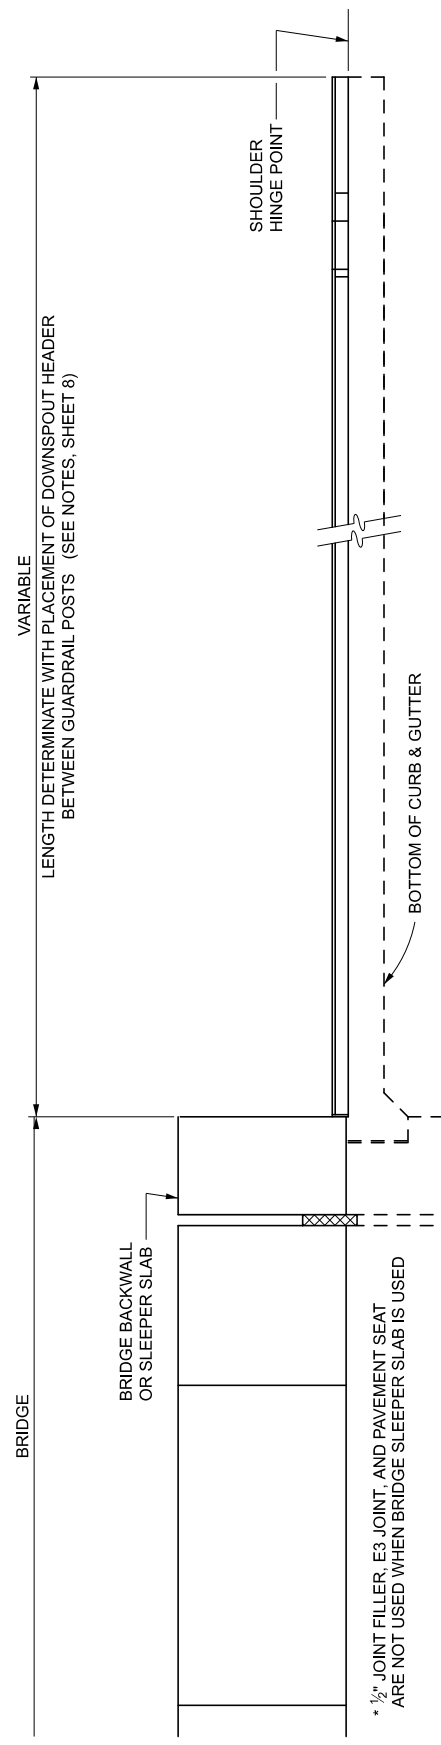 BRIDGE
VARIABLE
LENGTH DETERMINATE WITH PLACEMENT OF DOWNSPOUT HEADER
BETWEEN GUARDRAIL POSTS (SEE NOTES, SHEET 8)
BRIDGE BACKWALL
OR SLEEPER SLAB
SHOULDER
HINGE POINT
* ½" JOINT FILLER, E3 JOINT, AND PAVEMENT SEAT
ARE NOT USED WHEN BRIDGE SLEEPER SLAB IS USED
BOTTOM OF CURB & GUTTER